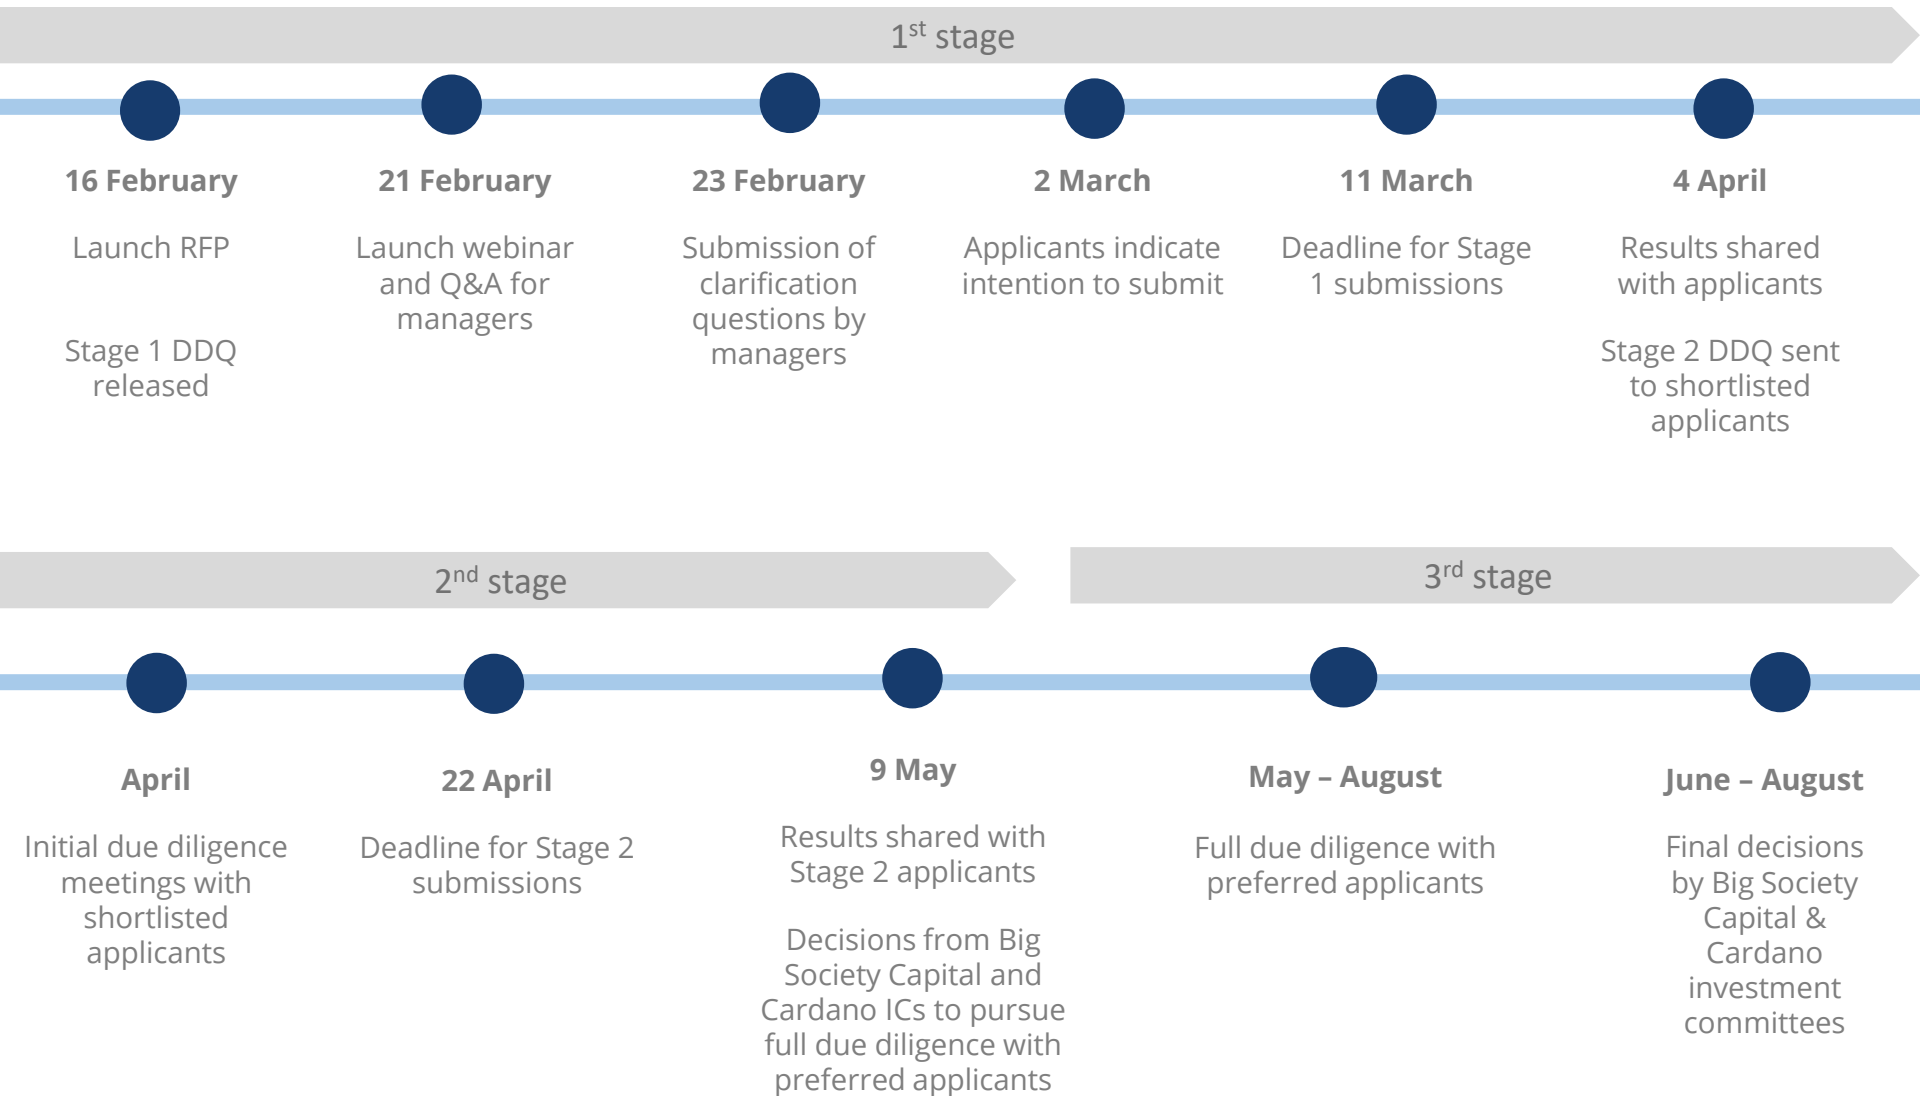 1st stage
16 February
Launch RFP
Stage 1 DDQ
released
21 February
Launch webinar
and Q&A for
managers
23 February
Submission of
clarification
questions by
managers
2 March
Applicants indicate
intention to submit
11 March
Deadline for Stage
1 submissions
4 April
Results shared
with applicants
Stage 2 DDQ sent
to shortlisted
applicants
2nd stage
April
Initial due diligence
meetings with
shortlisted
applicants
22 April
Deadline for Stage 2
submissions
9 May
Results shared with
Stage 2 applicants
Decisions from Big
Society Capital and
Cardano ICs to pursue
full due diligence with
preferred applicants
3rd stage
May – August
Full due diligence with
preferred applicants
June – August
Final decisions
by Big Society
Capital &
Cardano
investment
committees